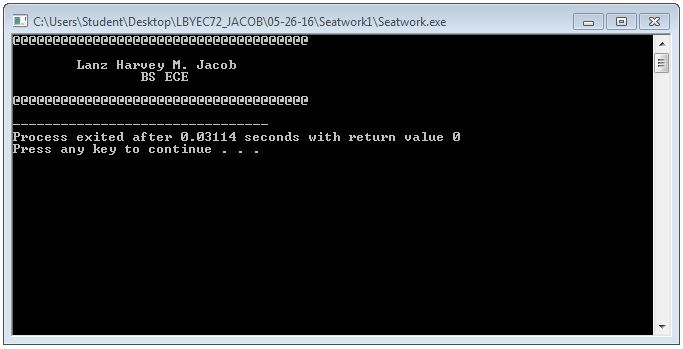 C:\Users\Student\Desktop\LBYEC72_JACOB\05-26-16\Seatwork1\Seatwork.exe
@@@@@@@@@@@@@@@@@@@@@@@@@@@@@@@@@@@@@
Lanz Harvey M. Jacob
BS ECE
@@@@@@@@@@@@@@@@@@@@@@@@@@@@@@@@@@@@@
--------------------------------
Process exited after 0.03114 seconds with return value 0
Press any key to continue . . .